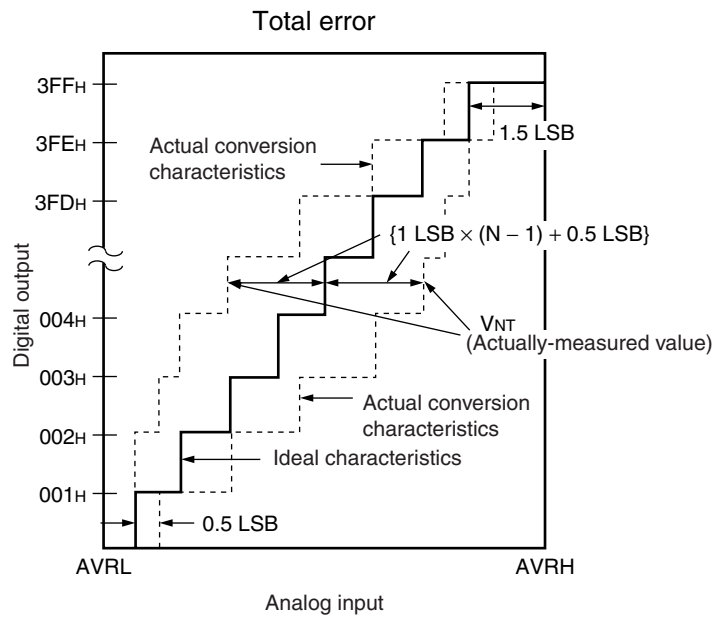 Total error
3FFH
3FEH
3FDH
004H
003H
002H
001H
Digital output
Actual conversion
characteristics
1.5 LSB
{1 LSB × (N − 1) + 0.5 LSB}
VNT
(Actually-measured value)
Actual conversion
characteristics
Ideal characteristics
0.5 LSB
AVRL
AVRH
Analog input